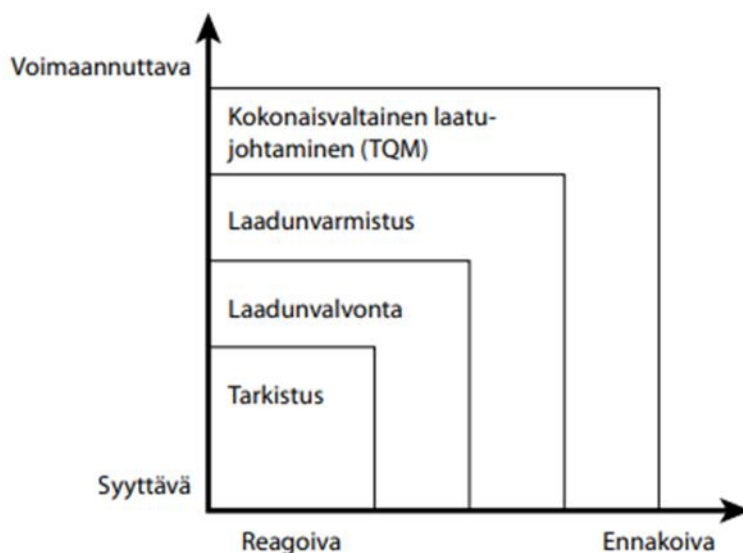 Voimaannuttava
Kokonaisvaltainen laatu-
johtaminen (TQM)
Laadunvarmistus
Laadunvalvonta
Tarkistus
Syyttävä
Reagoiva
Ennakoiva